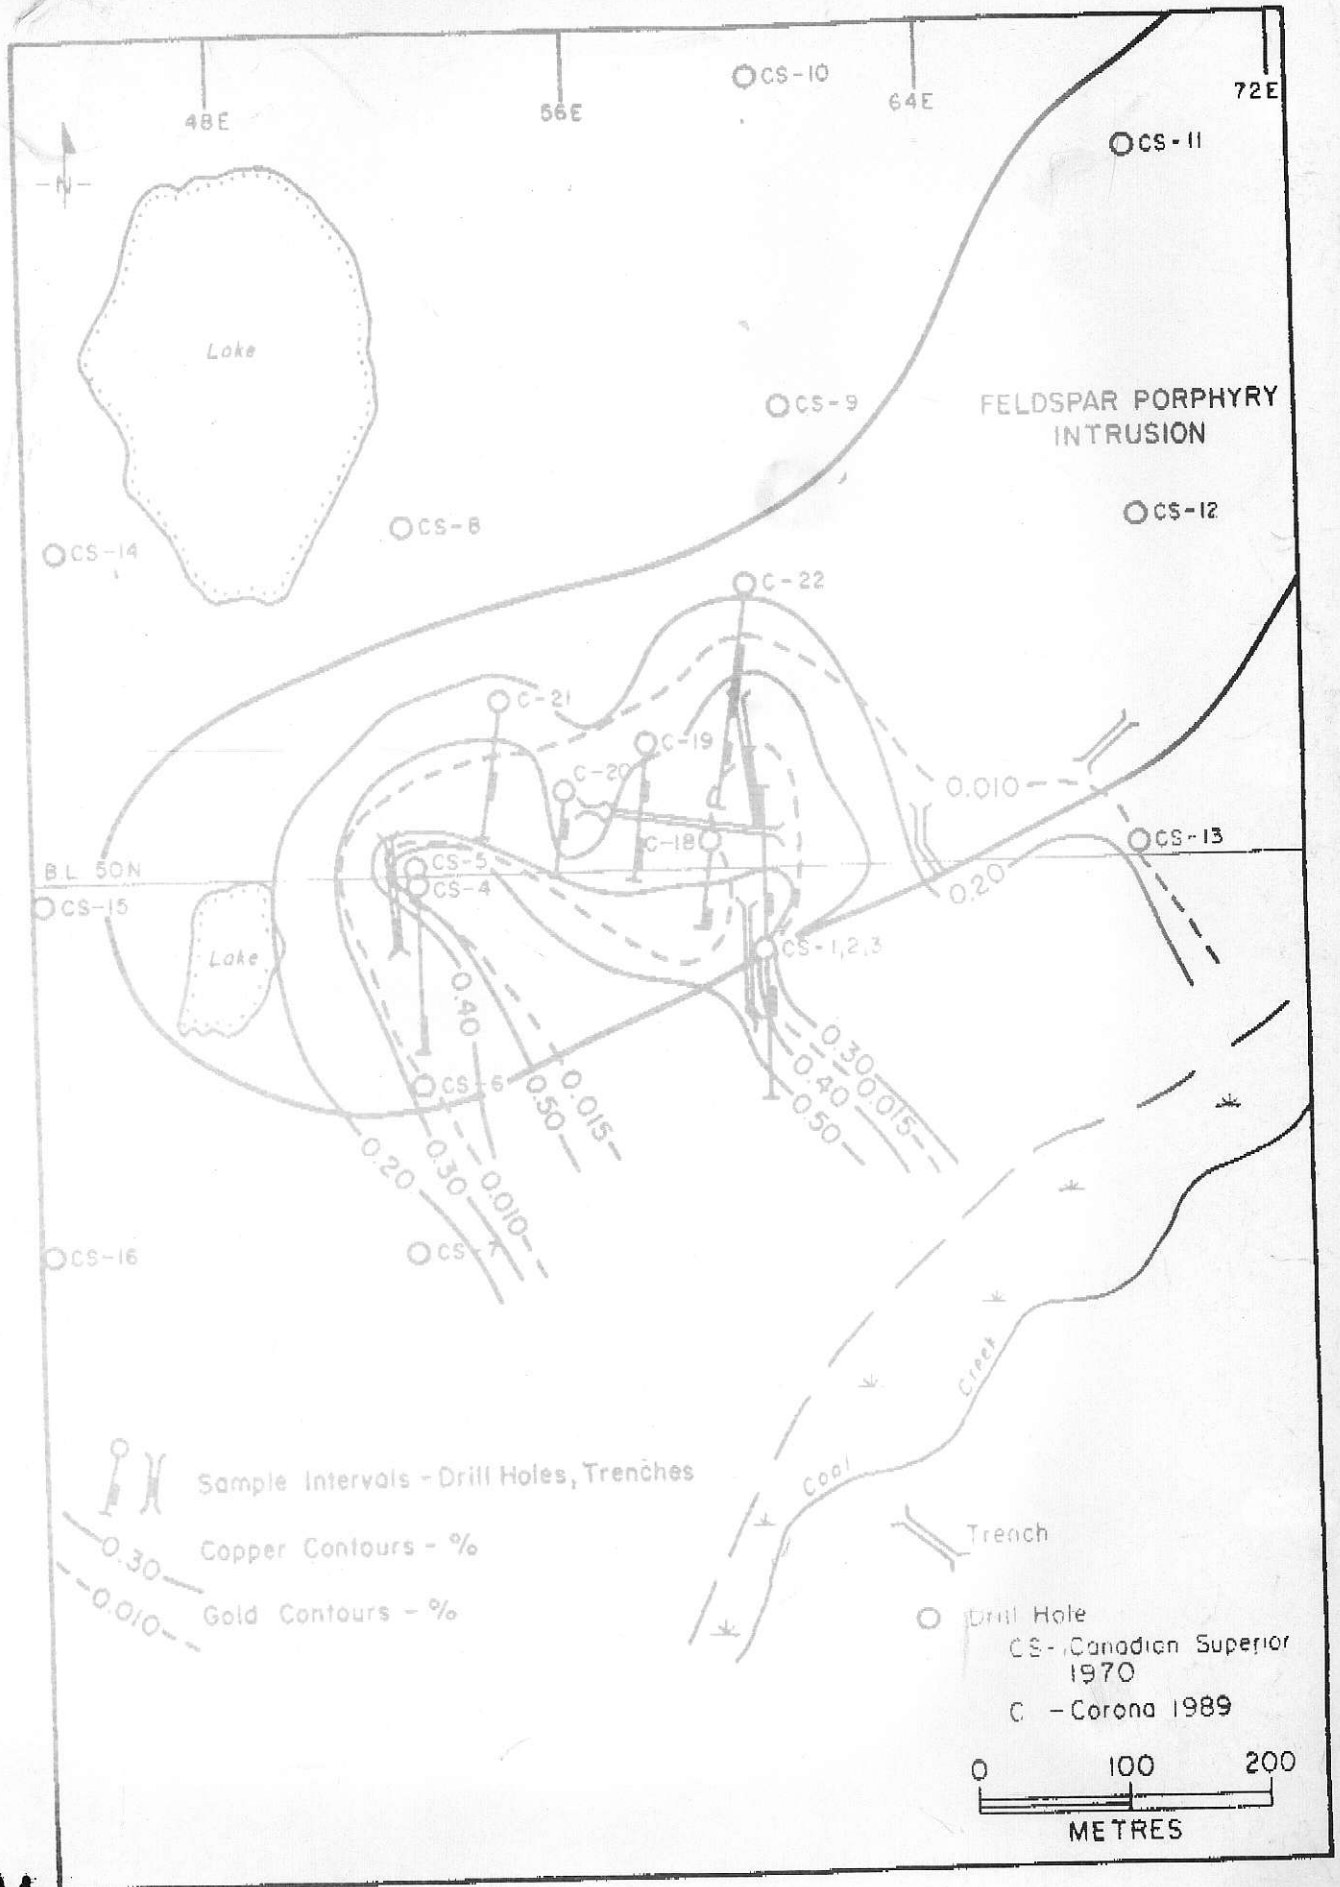 CS-10
48E
56E
64E
72E
CS-11
N
Lake
CS-9
FELDSPAR PORPHYRY
INTRUSION
CS-12
CS-8
CS-14
C-22
C-21
C-19
C-20
0.010
C-18
CS-13
BL 50N
CS-5
CS-4
0.20
CS-15
CS-1,2,3
Lake
0.40
0.30
0.015
0.40
0.50
CS-6
0.50
0.015
0.20
0.30
0.010
CS-7
CS-16
Creek
Coal
Sample Intervals - Drill Holes, Trenches
0.30
Copper Contours - %
Trench
0.010
Gold Contours - %
Drill Hole
CS- Canadian Superior
1970
C - Corona 1989
0 100 200
METRES